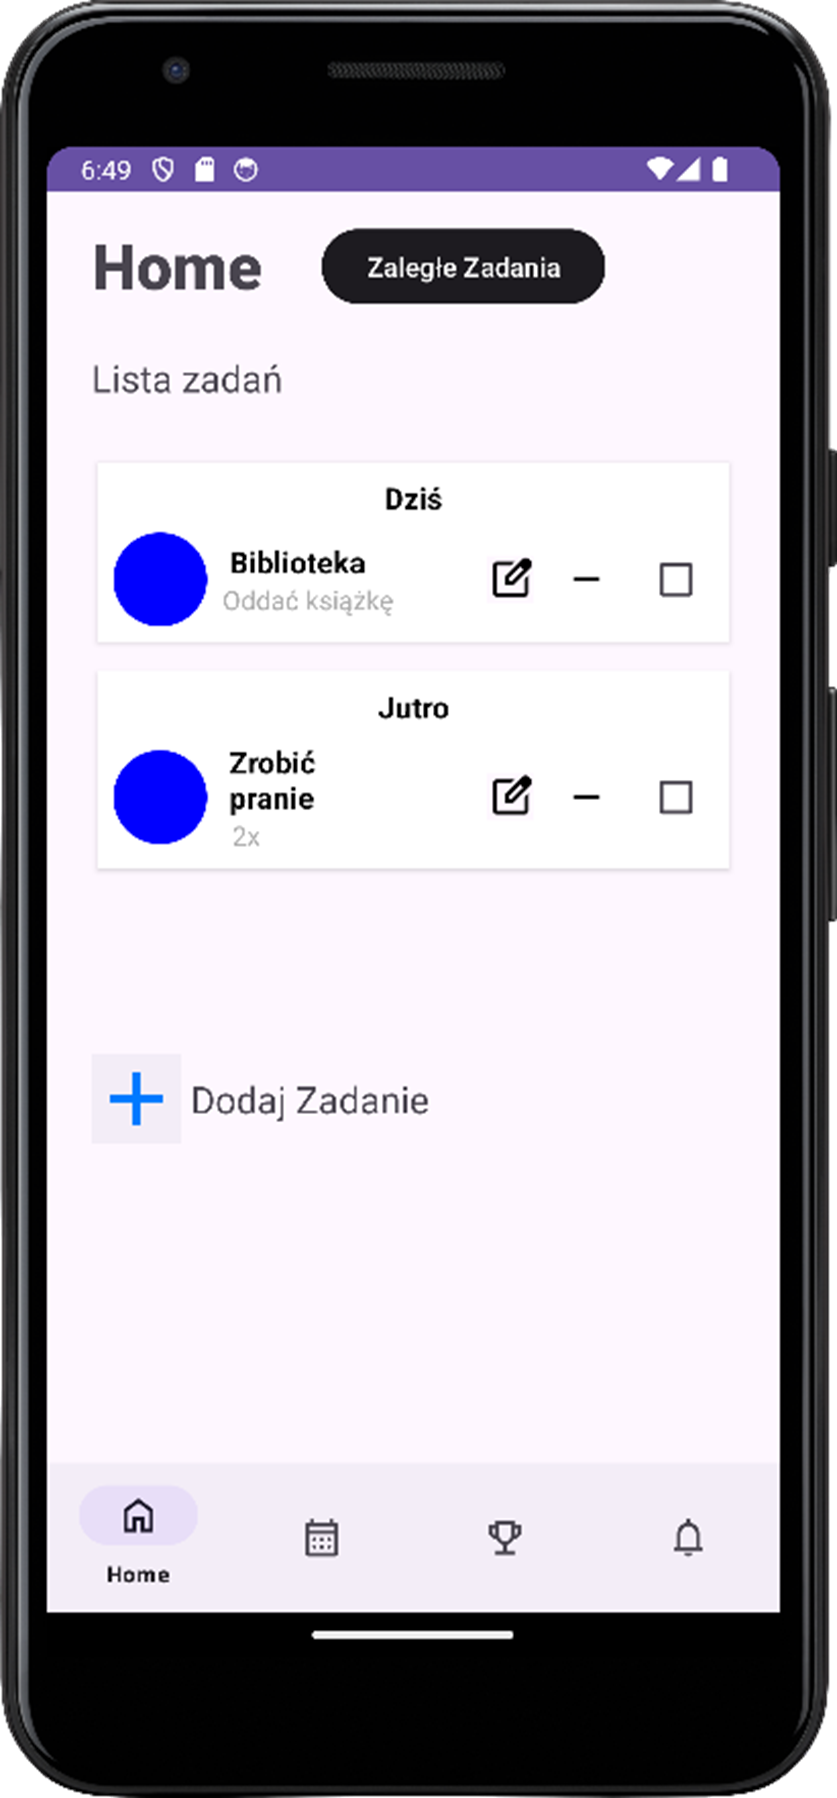 6:49
Home
Zaległe Zadania
Lista zadań
Dziś
Biblioteka
Oddać książkę
Jutro
Zrobić
pranie
2x
Dodaj Zadanie
Home